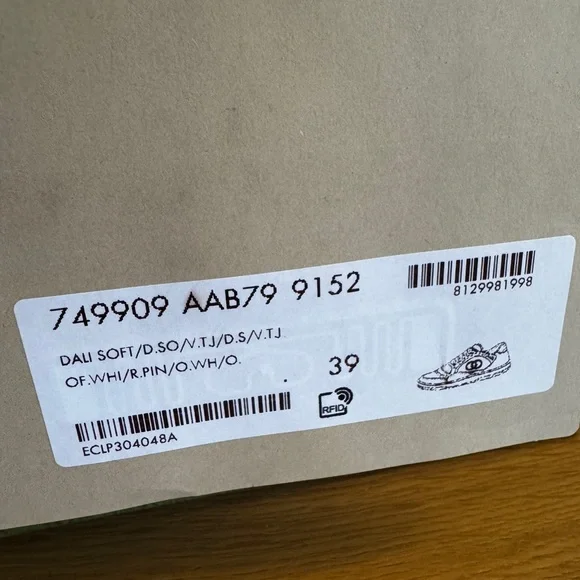 749909 AAB79 9152
8129981998
DALI SOFT/D.SO/V.TJ/D.S/V.TJ
OF.WHI/R.PIN/O.WH/O.
. 39
RFID
ECLP304048A